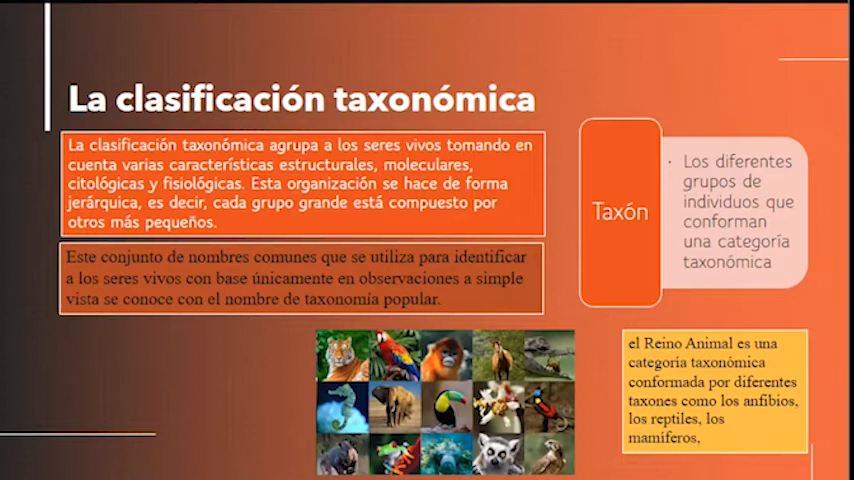 La clasificación taxonómica
La clasificación taxonómica agrupa a los seres vivos tomando en
cuenta varias características estructurales, moleculares,
citológicas y fisiológicas. Esta organización se hace de forma
jerárquica, es decir, cada grupo grande está compuesto por
otros más pequeños.
Este conjunto de nombres comunes que se utiliza para identificar
a los seres vivos con base únicamente en observaciones a simple
vista se conoce con el nombre de taxonomía popular.
Taxón
· Los diferentes
grupos de
individuos que
conforman
una categoría
taxonómica
el Reino Animal es una
categoría taxonómica
conformada por diferentes
taxones como los anfibios,
los reptiles, los
mamíferos,